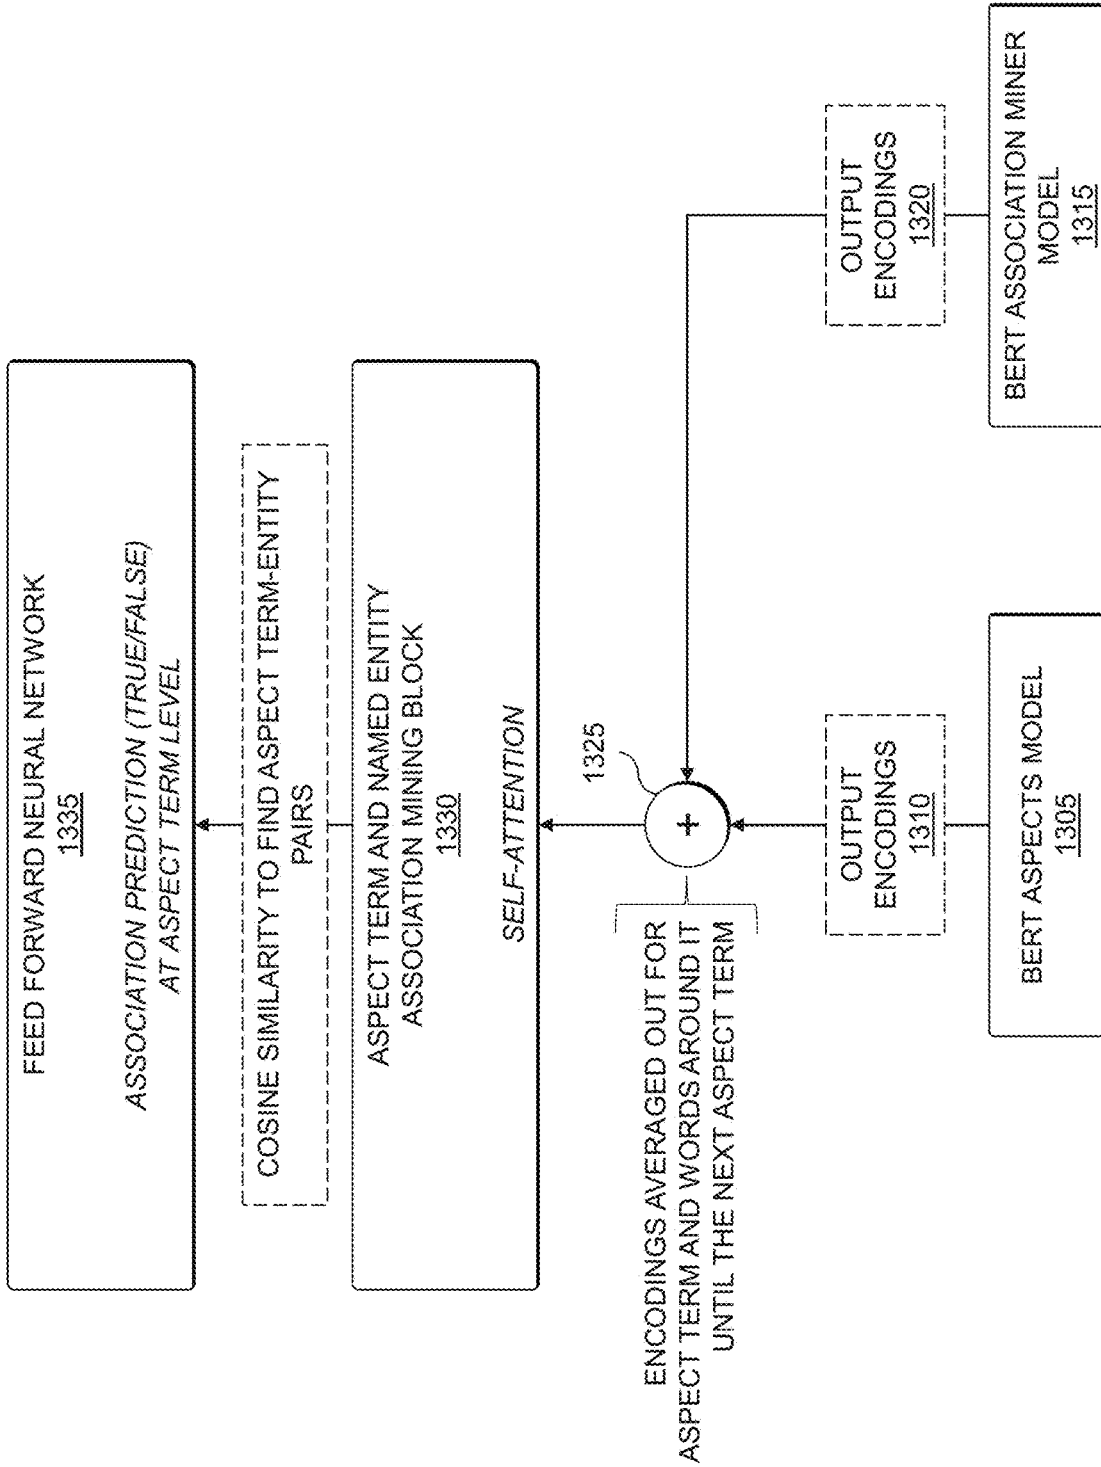 FEED FORWARD NEURAL NETWORK
1335
ASSOCIATION PREDICTION (TRUE/FALSE)
AT ASPECT TERM LEVEL
COSINE SIMILARITY TO FIND ASPECT TERM-ENTITY
PAIRS
ASPECT TERM AND NAMED ENTITY
ASSOCIATION MINING BLOCK
1330
SELF-ATTENTION
1325
+
ENCODINGS AVERAGED OUT FOR
ASPECT TERM AND WORDS AROUND IT
UNTIL THE NEXT ASPECT TERM
OUTPUT
ENCODINGS
1310
OUTPUT
ENCODINGS
1320
BERT ASPECTS MODEL
1305
BERT ASSOCIATION MINER
MODEL
1315